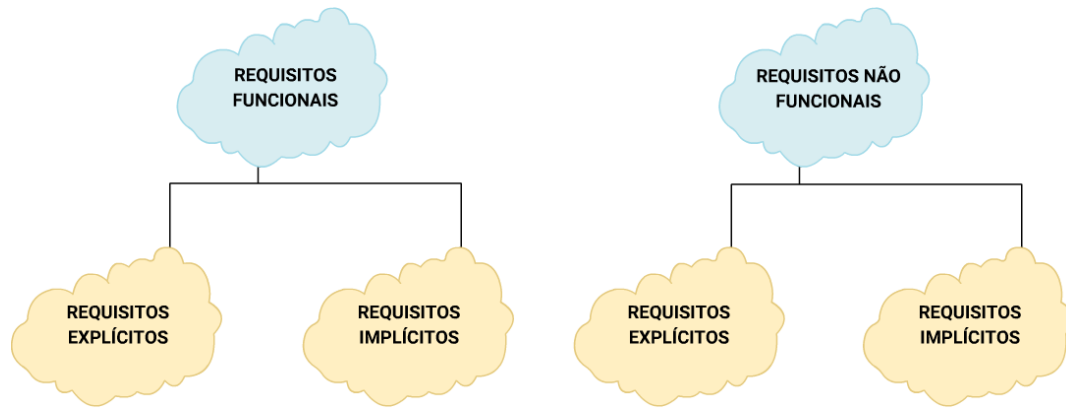 REQUISITOS
FUNCIONAIS
REQUISITOS NÃO
FUNCIONAIS
REQUISITOS
EXPLÍCITOS
REQUISITOS
IMPLÍCITOS
REQUISITOS
EXPLÍCITOS
REQUISITOS
IMPLÍCITOS